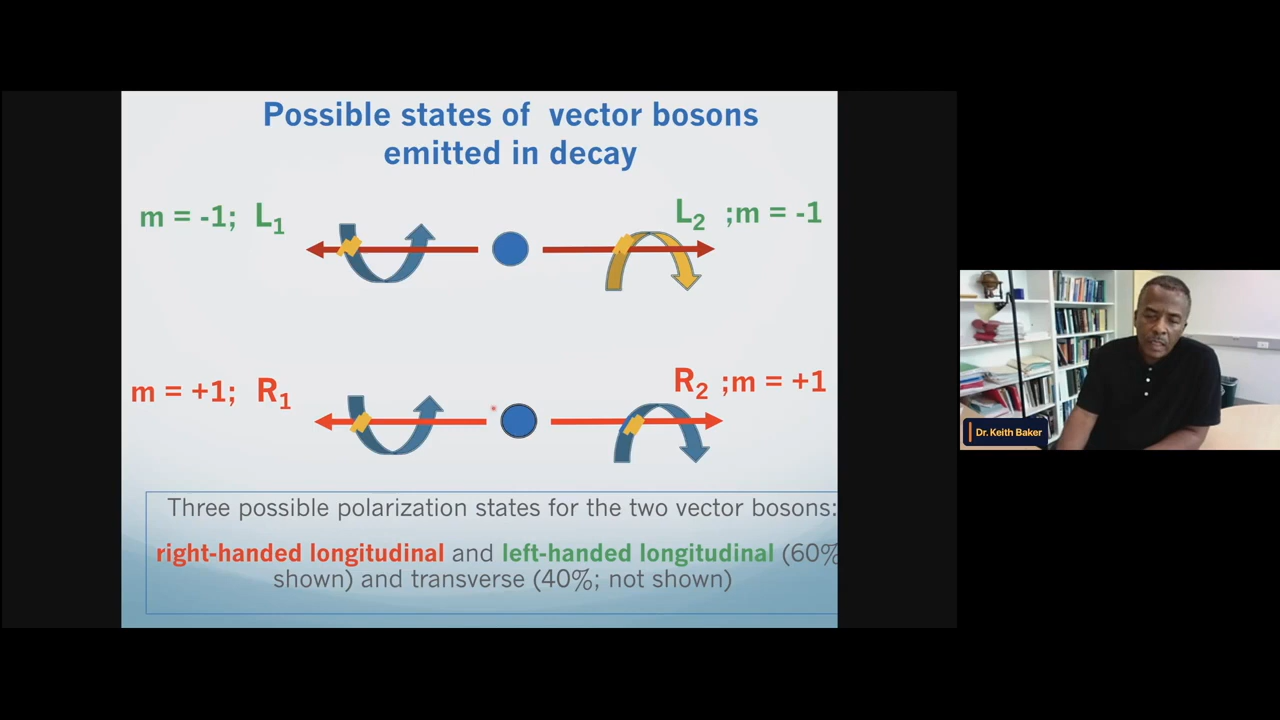 Possible states of vector bosons
emitted in decay
m = -1; L1
L2 ;m = -1
m = +1; R1
R2 ;m = +1
Three possible polarization states for the two vector bosons:
right-handed longitudinal and left-handed longitudinal (60%
shown) and transverse (40%; not shown)
Dr. Keith Baker